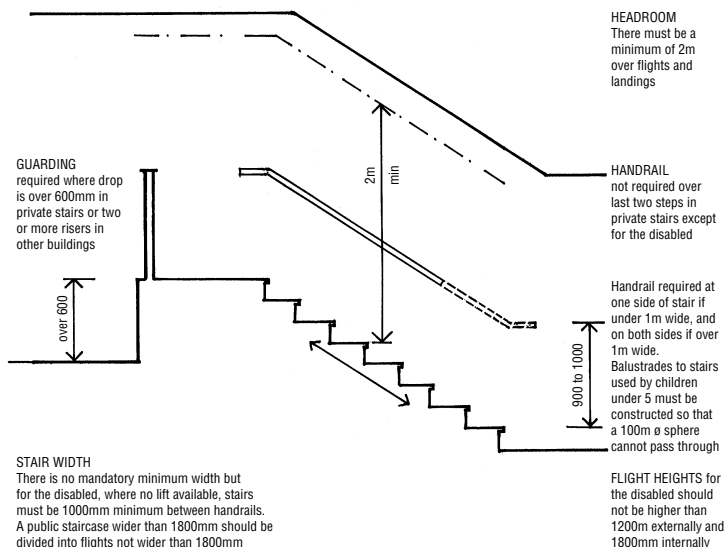 HEADROOM
There must be a
minimum of 2m
over flights and
landings
GUARDING
required where drop
is over 600mm in
private stairs or two
or more risers in
other buildings
2m
min
HANDRAIL
not required over
last two steps in
private stairs except
for the disabled
over 600
900 to 1000
Handrail required at
one side of stair if
under 1m wide, and
on both sides if over
1m wide.
Balustrades to stairs
used by children
under 5 must be
constructed so that
a 100m ø sphere
cannot pass through
STAIR WIDTH
There is no mandatory minimum width but
for the disabled, where no lift available, stairs
must be 1000mm minimum between handrails.
A public staircase wider than 1800mm should be
divided into flights not wider than 1800mm
FLIGHT HEIGHTS for
the disabled should
not be higher than
1200m externally and
1800mm internally